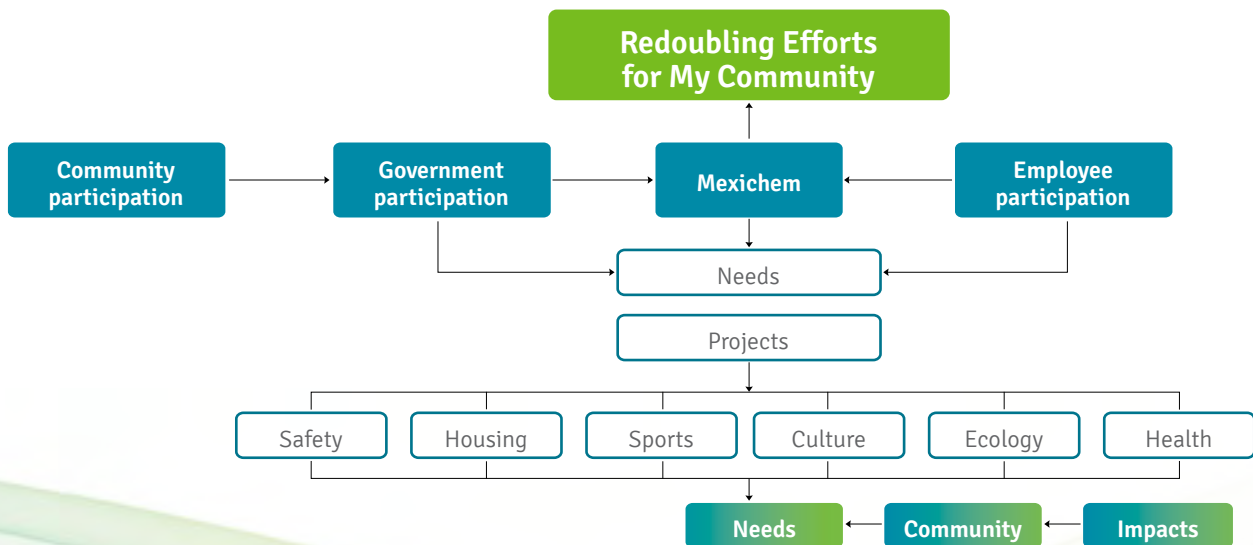 Redoubling Efforts
for My Community
Community
participation
Government
participation
Mexichem
Employee
participation
Needs
Projects
Safety
Housing
Sports
Culture
Ecology
Health
Needs
Community
Impacts